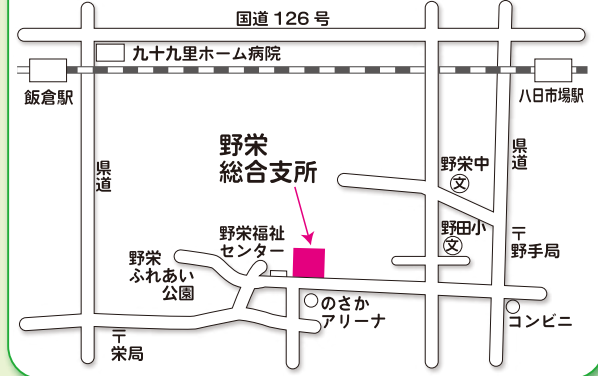 国道126号
九十九里ホーム病院
飯倉駅
八日市場駅
野栄
総合支所
県道
県道
野栄中
文
野田小
文
〒
野手局
野栄福祉
センター
野栄
ふれあい
公園
のさか
アリーナ
コンビニ
〒
栄局